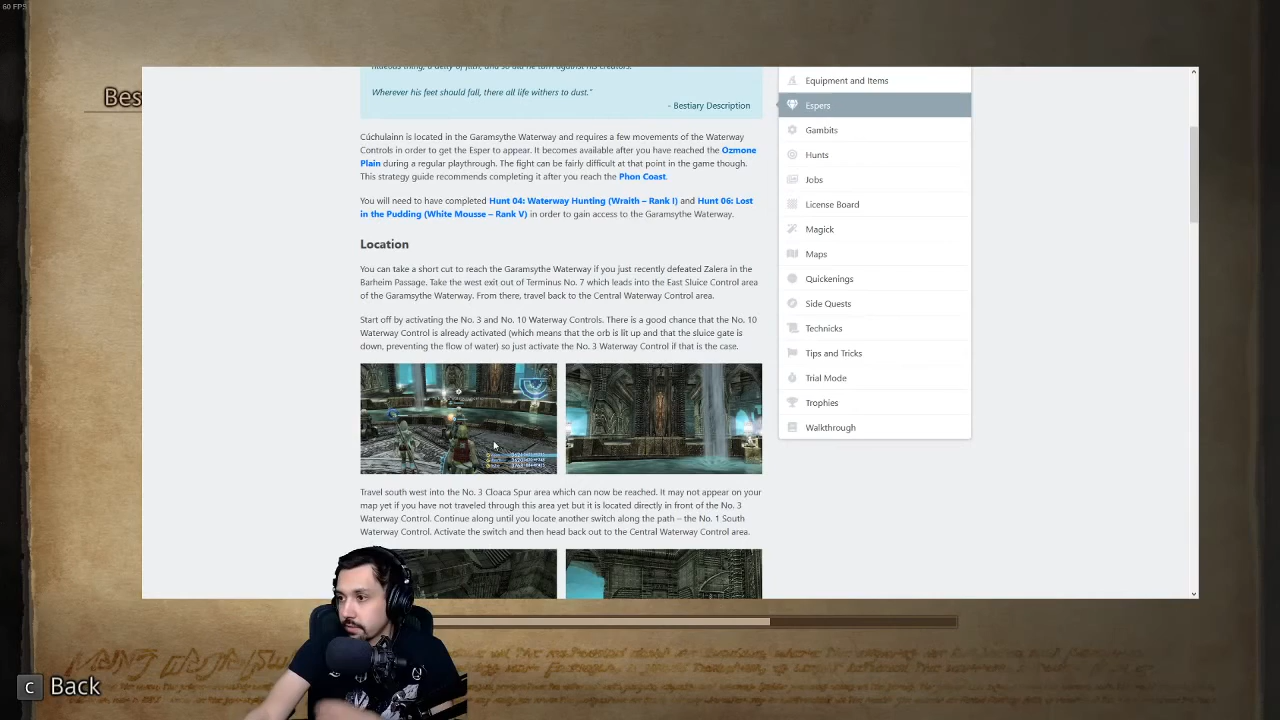 60 FPS
Bes
hideous thing, a deity of filth, and so did he turn against his creators.
Wherever his feet should fall, there all life withers to dust."
- Bestiary Description
Cúchulainn is located in the Garamsythe Waterway and requires a few movements of the Waterway
Controls in order to get the Esper to appear. It becomes available after you have reached the Ozmone
Plain during a regular playthrough. The fight can be fairly difficult at that point in the game though.
This strategy guide recommends completing it after you reach the Phon Coast.
You will need to have completed Hunt 04: Waterway Hunting (Wraith – Rank I) and Hunt 06: Lost
in the Pudding (White Mousse – Rank V) in order to gain access to the Garamsythe Waterway.
Location
You can take a short cut to reach the Garamsythe Waterway if you just recently defeated Zalera in the
Barheim Passage. Take the west exit out of Terminus No. 7 which leads into the East Sluice Control area
of the Garamsythe Waterway. From there, travel back to the Central Waterway Control area.
Start off by activating the No. 3 and No. 10 Waterway Controls. There is a good chance that the No. 10
Waterway Control is already activated (which means that the orb is lit up and that the sluice gate is
down, preventing the flow of water) so just activate the No. 3 Waterway Control if that is the case.
Travel south west into the No. 3 Cloaca Spur area which can now be reached. It may not appear on your
map yet if you have not traveled through this area yet but it is located directly in front of the No. 3
Waterway Control. Continue along until you locate another switch along the path – the No. 1 South
Waterway Control. Activate the switch and then head back out to the Central Waterway Control area.
Equipment and Items
Espers
Gambits
Hunts
Jobs
License Board
Magick
Maps
Quickenings
Side Quests
Technicks
Tips and Tricks
Trial Mode
Trophies
Walkthrough
C Back